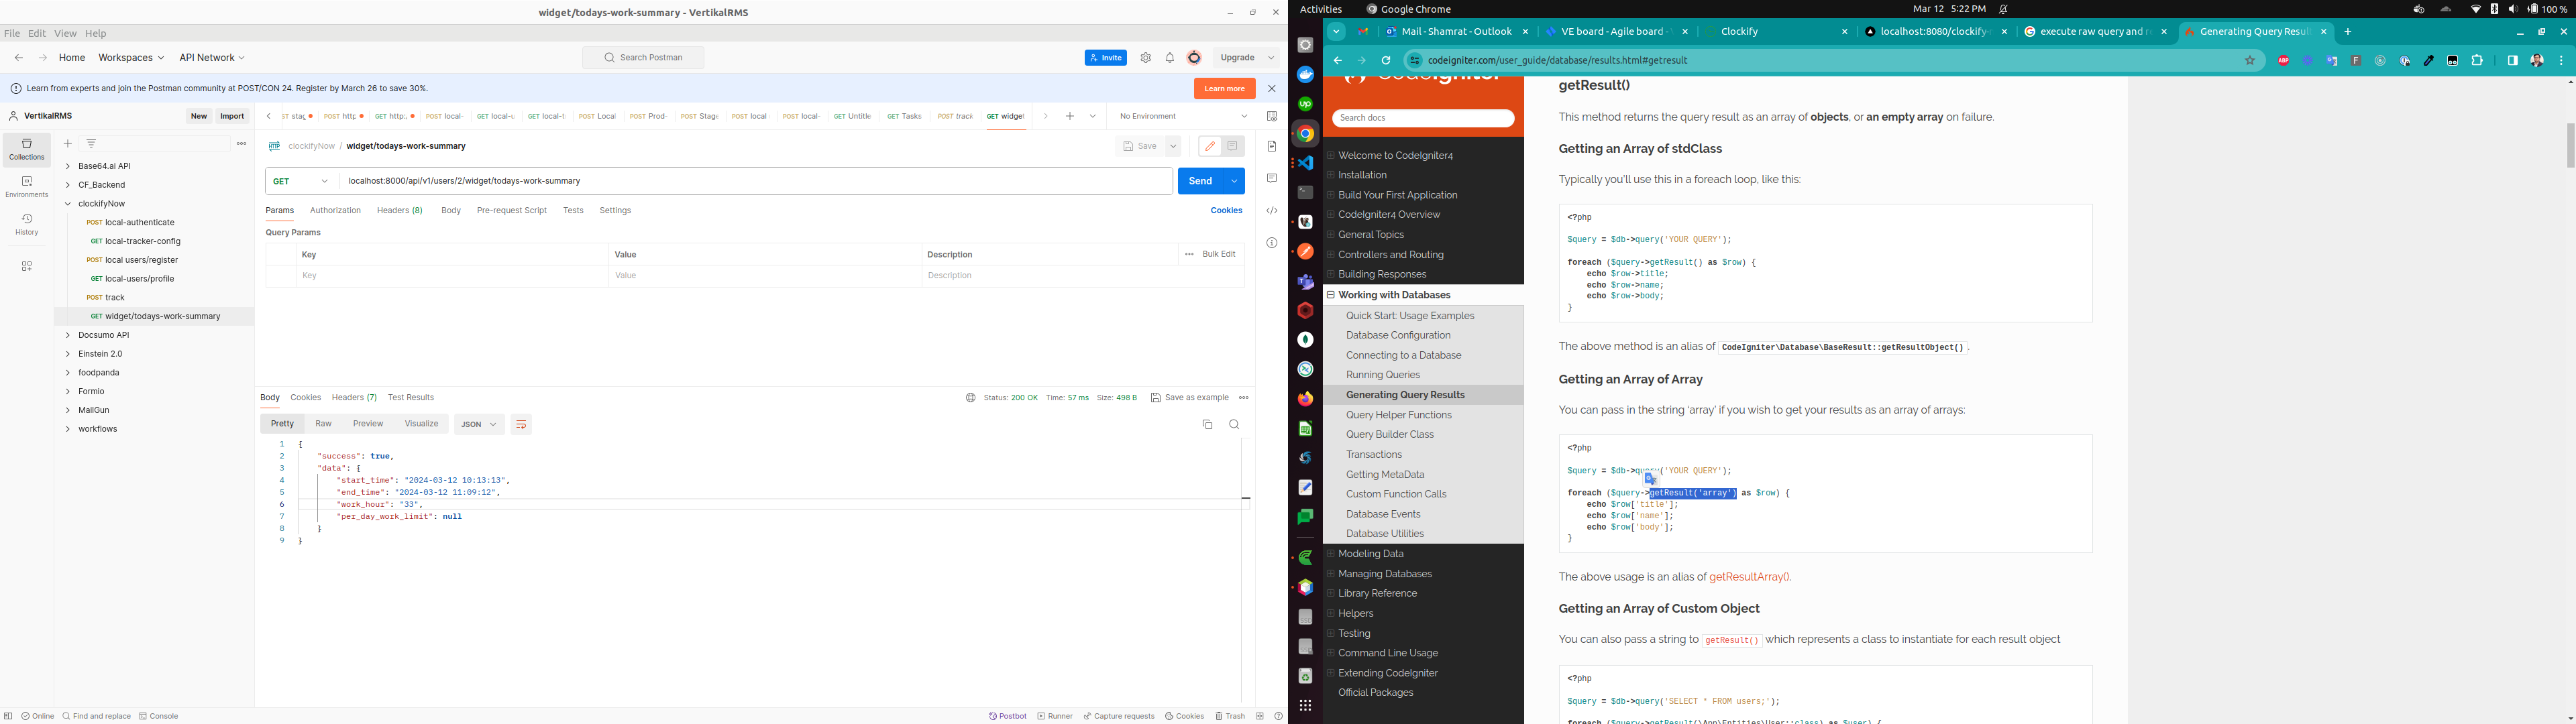 widget/todays-work-summary - VertikalRMS
File Edit View Help
Home Workspaces API Network
Search Postman
Invite
Upgrade
Learn from experts and join the Postman community at POST/CON 24. Register by March 26 to save 30%.
Learn more
VertikalRMS
New Import
POST http:
GET http:
POST local-
GET local-u
GET local-t
POST Local
POST Prod-
POST Stage
POST local
POST local-
GET Untitle
GET Tasks
POST track
GET widget
No Environment
Collections
Environments
History
Base64.ai API
CF_Backend
clockifyNow
POST local-authenticate
GET local-tracker-config
POST local users/register
GET local-users/profile
POST track
GET widget/todays-work-summary
Docsumo API
Einstein 2.0
foodpanda
Formio
MailGun
workflows
clockifyNow / widget/todays-work-summary
Save
GET localhost:8000/api/v1/users/2/widget/todays-work-summary
Send
Params Authorization Headers (8) Body Pre-request Script Tests Settings Cookies
Query Params
Key Value Description Bulk Edit
Key Value Description
Body Cookies Headers (7) Test Results
Status: 200 OK Time: 57 ms Size: 498 B Save as example
Pretty Raw Preview Visualize JSON
1 {
2 "success": true,
3 "data": {
4 "start_time": "2024-03-12 10:13:13",
5 "end_time": "2024-03-12 11:09:12",
6 "work_hour": "33",
7 "per_day_work_limit": null
8 }
9 }
Online Find and replace Console
Postbot Runner Capture requests Cookies Trash
Activities Google Chrome
Mar 12 5:22 PM
100 %
Mail - Shamrat - Outlook
VE board - Agile board -
Clockify
localhost:8080/clockify-
execute raw query and r
Generating Query Resul
codeigniter.com/user_guide/database/results.html#getresult
CodeIgniter
Search docs
Welcome to CodeIgniter4
Installation
Build Your First Application
CodeIgniter4 Overview
General Topics
Controllers and Routing
Building Responses
Working with Databases
Quick Start: Usage Examples
Database Configuration
Connecting to a Database
Running Queries
Generating Query Results
Query Helper Functions
Query Builder Class
Transactions
Getting MetaData
Custom Function Calls
Database Events
Database Utilities
Modeling Data
Managing Databases
Library Reference
Helpers
Testing
Command Line Usage
Extending CodeIgniter
Official Packages
getResult()
This method returns the query result as an array of objects, or an empty array on failure.
Getting an Array of stdClass
Typically you'll use this in a foreach loop, like this:
<?php
$query = $db->query('YOUR QUERY');
foreach ($query->getResult() as $row) {
echo $row->title;
echo $row->name;
echo $row->body;
}
The above method is an alias of CodeIgniter\Database\BaseResult::getResultObject().
Getting an Array of Array
You can pass in the string 'array' if you wish to get your results as an array of arrays:
<?php
$query = $db->query('YOUR QUERY');
foreach ($query->getResult('array') as $row) {
echo $row['title'];
echo $row['name'];
echo $row['body'];
}
The above usage is an alias of getResultArray().
Getting an Array of Custom Object
You can also pass a string to getResult() which represents a class to instantiate for each result object
<?php
$query = $db->query('SELECT * FROM users;');
foreach ($query->getResult(\App\Entities\User::class) as $user) {